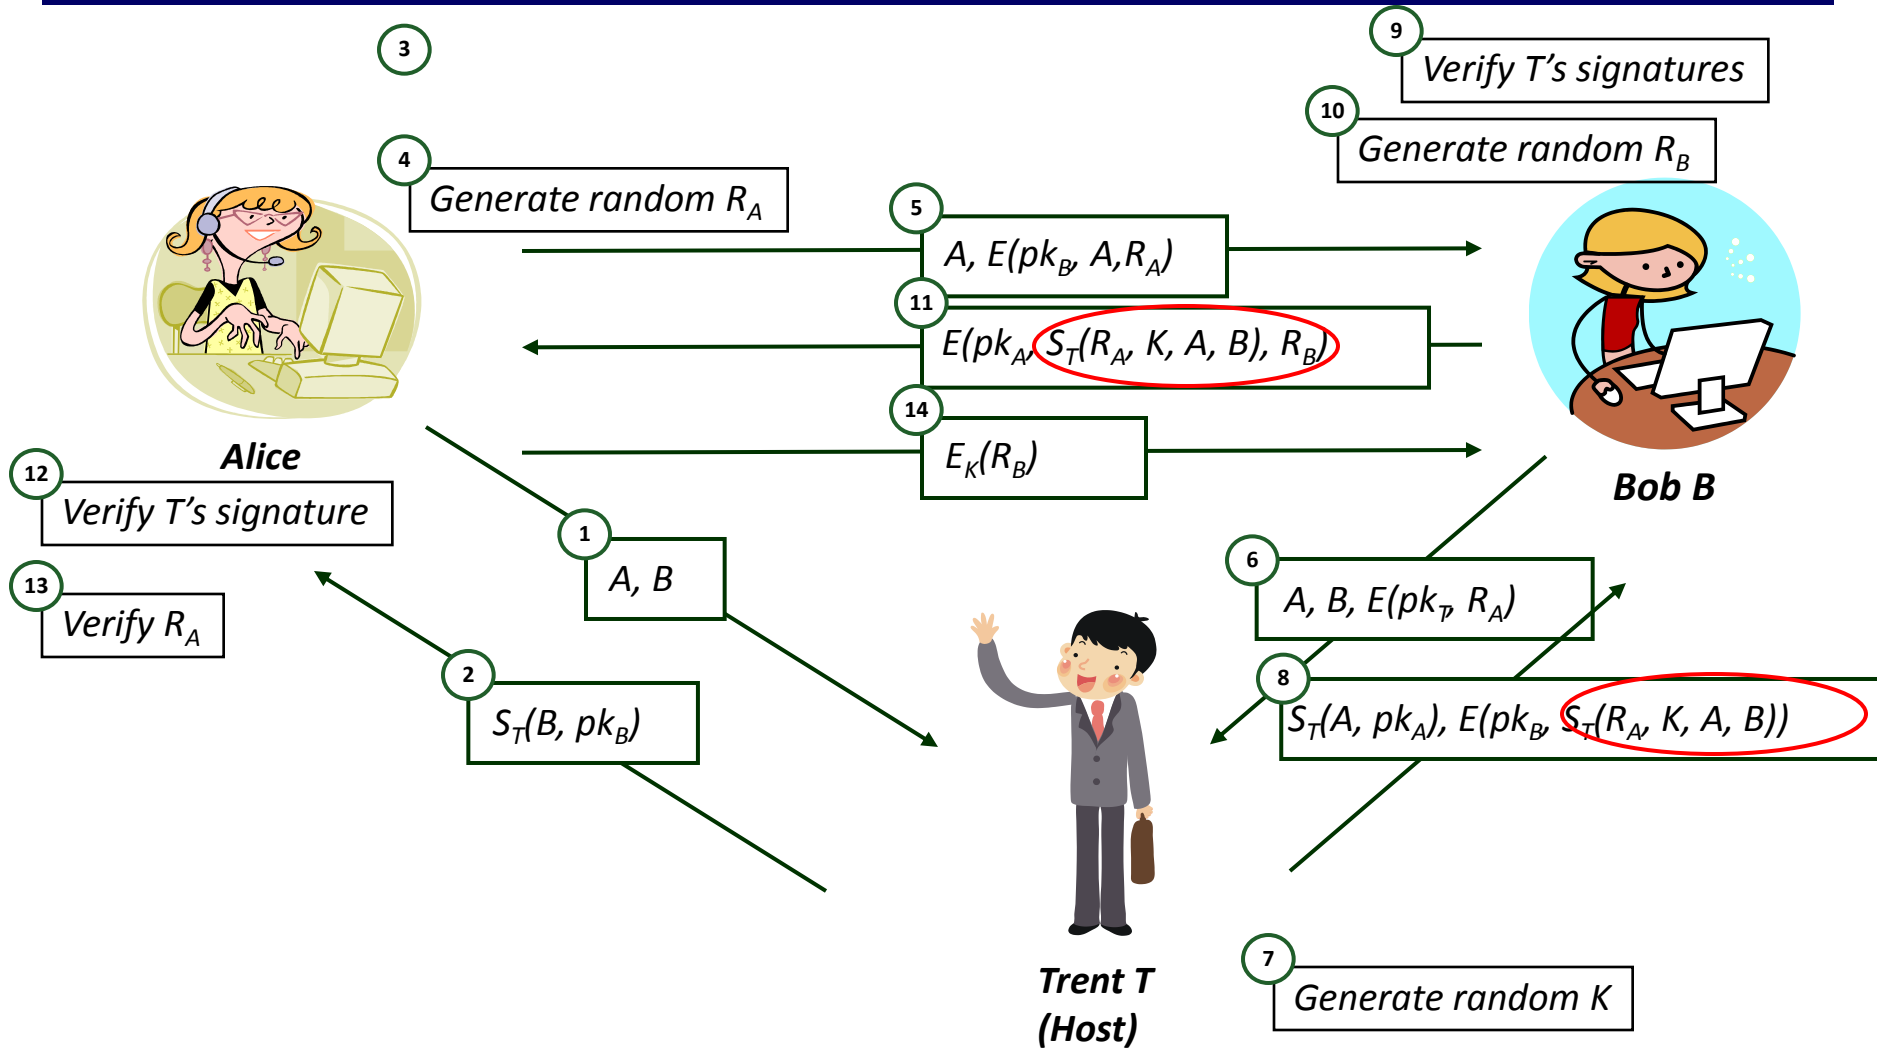 3
9
Verify T’s signatures
10
Generate random R_B
4
Generate random R_A
5
A, E(pk_B, A,R_A)
11
E(pk_A, S_T(R_A, K, A, B), R_B)
14
E_K(R_B)
Alice
Bob B
12
Verify T’s signature
13
Verify R_A
1
A, B
2
S_T(B, pk_B)
6
A, B, E(pk_T, R_A)
8
S_T(A, pk_A), E(pk_B, S_T(R_A, K, A, B))
Trent T
(Host)
7
Generate random K